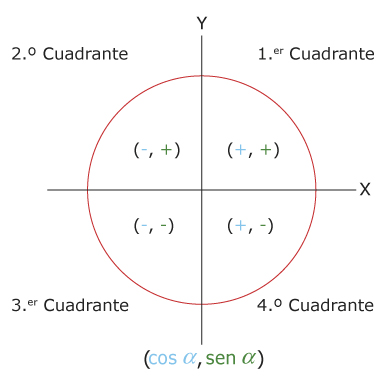 Y
2.º Cuadrante 1.er Cuadrante
(-, +) (+, +)
X
(-, -) (+, -)
3.er Cuadrante 4.º Cuadrante
(cos α, sen α)